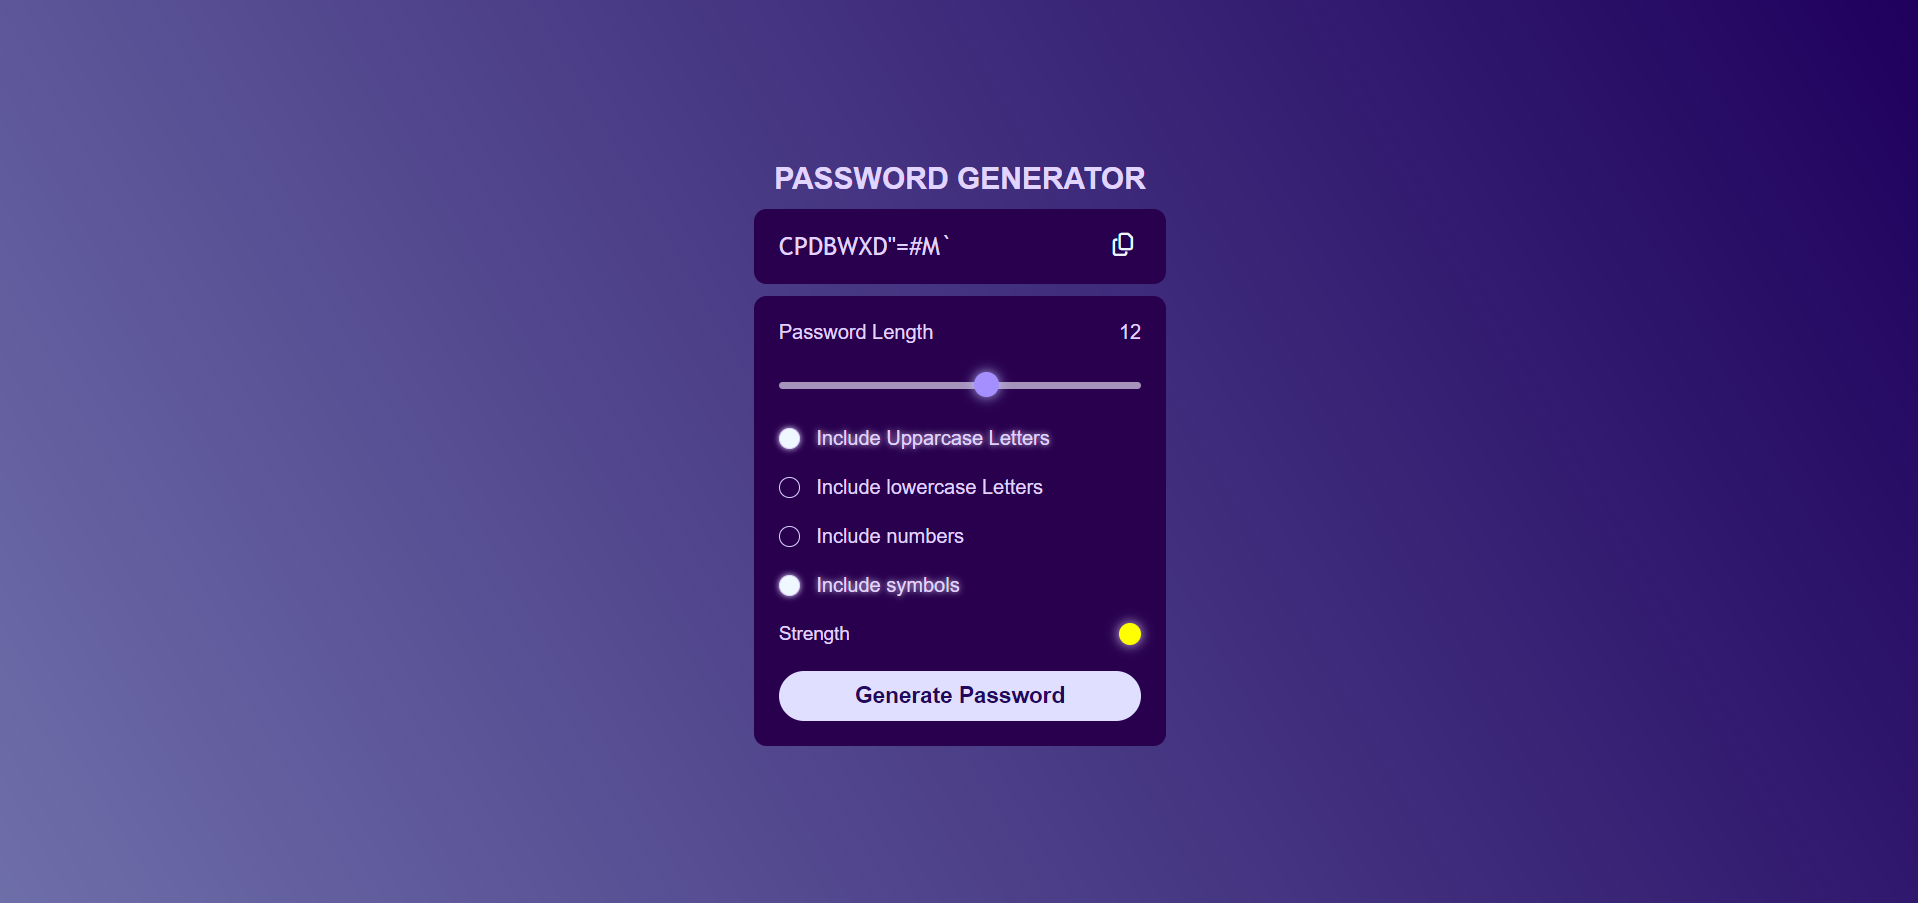 PASSWORD GENERATOR
CPDBWXD"=#M`
Password Length 12
Include Upparcase Letters
Include lowercase Letters
Include numbers
Include symbols
Strength
Generate Password